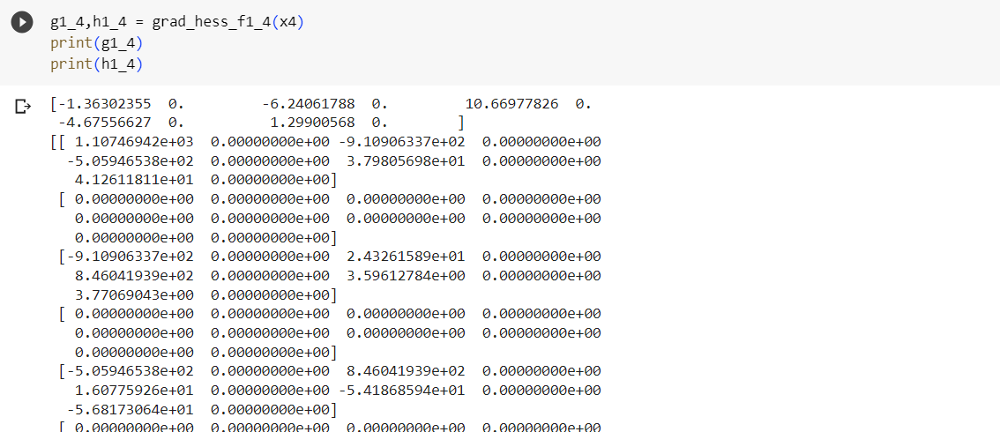 g1_4,h1_4 = grad_hess_f1_4(x4)
print(g1_4)
print(h1_4)
[-1.36302355  0.         -6.24061788  0.         10.66977826  0.
 -4.67556627  0.          1.29900568  0.        ]
[[ 1.10746942e+03  0.00000000e+00 -9.10906337e+02  0.00000000e+00
  -5.05946538e+02  0.00000000e+00  3.79805698e+01  0.00000000e+00
   4.12611811e+01  0.00000000e+00]
 [ 0.00000000e+00  0.00000000e+00  0.00000000e+00  0.00000000e+00
   0.00000000e+00  0.00000000e+00  0.00000000e+00  0.00000000e+00
   0.00000000e+00  0.00000000e+00]
 [-9.10906337e+02  0.00000000e+00  2.43261589e+01  0.00000000e+00
   8.46041939e+02  0.00000000e+00  3.59612784e+00  0.00000000e+00
   3.77069043e+00  0.00000000e+00]
 [ 0.00000000e+00  0.00000000e+00  0.00000000e+00  0.00000000e+00
   0.00000000e+00  0.00000000e+00  0.00000000e+00  0.00000000e+00
   0.00000000e+00  0.00000000e+00]
 [-5.05946538e+02  0.00000000e+00  8.46041939e+02  0.00000000e+00
   1.60775926e+01  0.00000000e+00 -5.41868594e+01  0.00000000e+00
  -5.68173064e+01  0.00000000e+00]
 [ 0.00000000e+00  0.00000000e+00  0.00000000e+00  0.00000000e+00